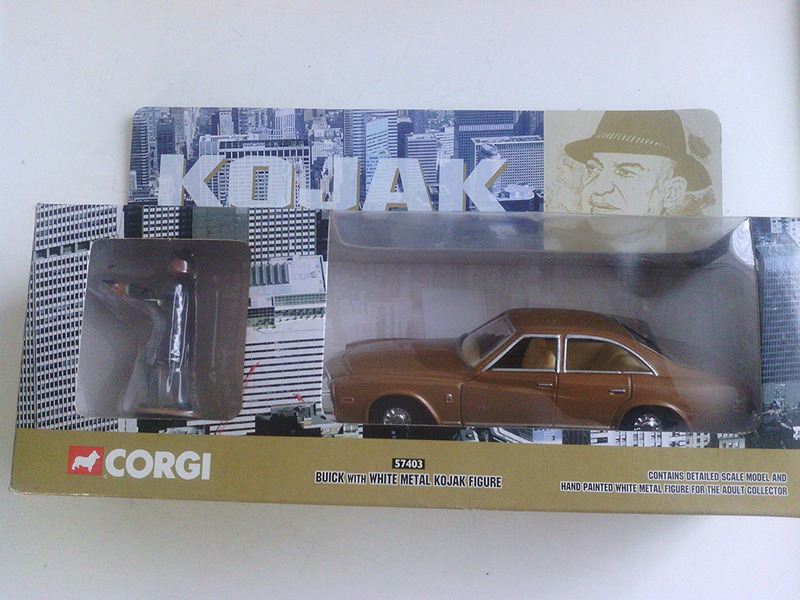 KOJAK
CORGI
57403
BUICK WITH WHITE METAL KOJAK FIGURE
CONTAINS DETAILED SCALE MODEL AND
HAND PAINTED WHITE METAL FIGURE FOR THE ADULT COLLECTOR